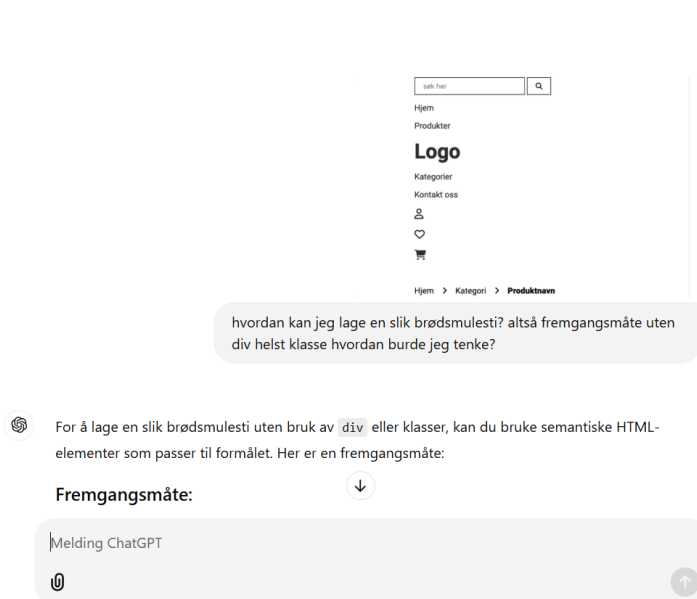 søk her
Hjem
Produkter
Logo
Kategorier
Kontakt oss
Hjem > Kategori > Produktnavn
hvordan kan jeg lage en slik brødsmulesti? altså fremgangsmåte uten
div helst klasse hvordan burde jeg tenke?
For å lage en slik brødsmulesti uten bruk av div eller klasser, kan du bruke semantiske HTML-
elementer som passer til formålet. Her er en fremgangsmåte:
Fremgangsmåte:
Melding ChatGPT